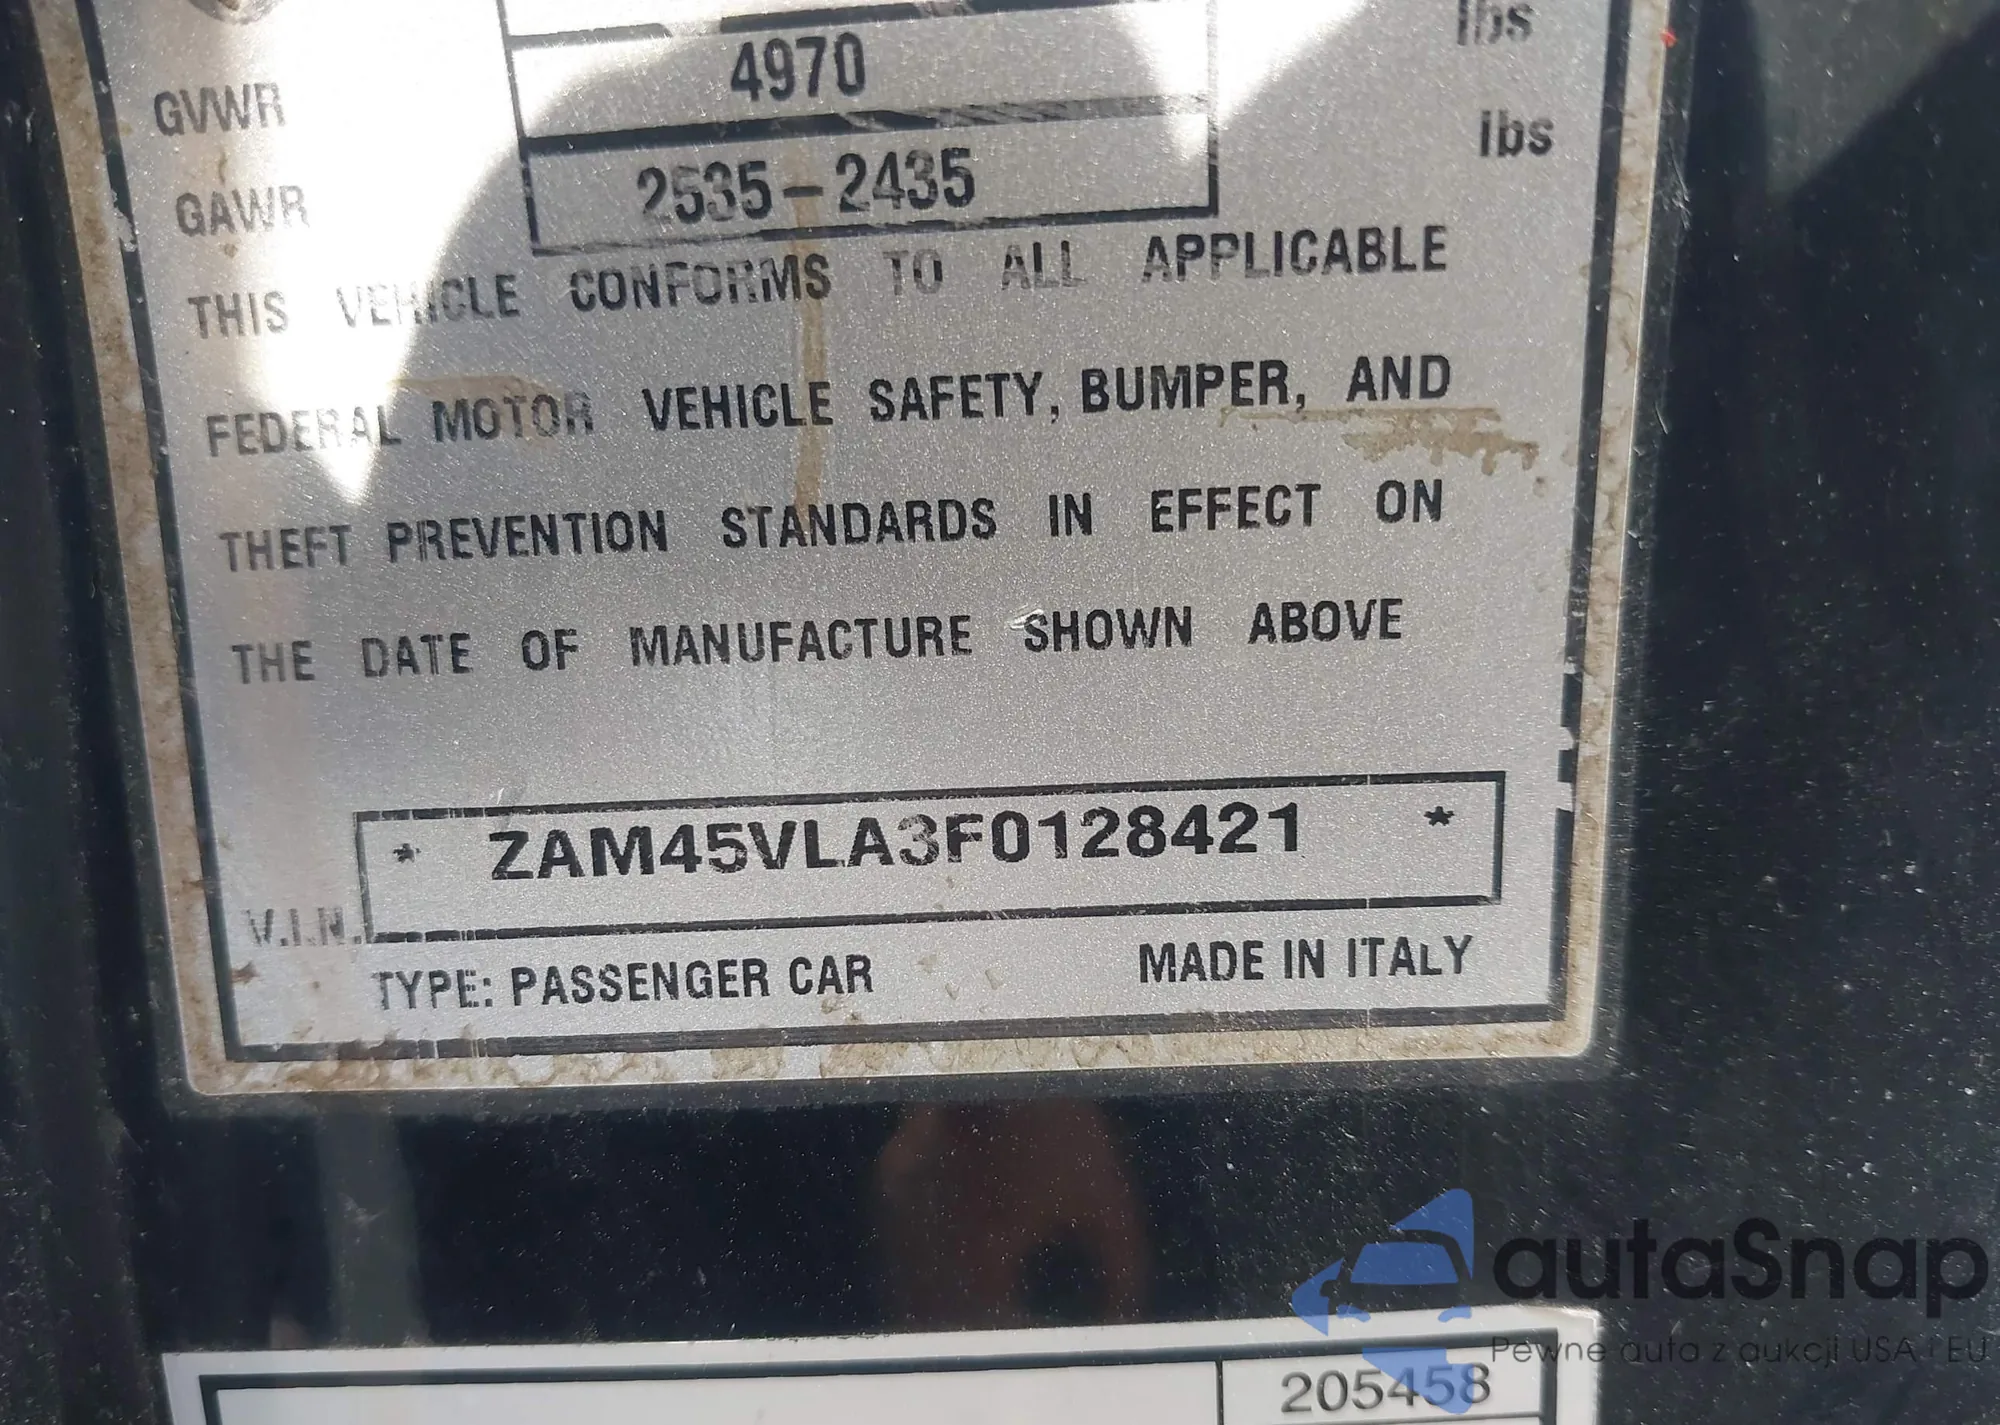 lbs
GVWR 4970 lbs
GAWR 2535-2435
THIS VEHICLE CONFORMS TO ALL APPLICABLE
FEDERAL MOTOR VEHICLE SAFETY, BUMPER, AND
THEFT PREVENTION STANDARDS IN EFFECT ON
THE DATE OF MANUFACTURE SHOWN ABOVE
* ZAM45VLA3F0128421 *
V.I.N.
TYPE: PASSENGER CAR MADE IN ITALY
autaSnap
Pewne auta z aukcji USA i EU
205458